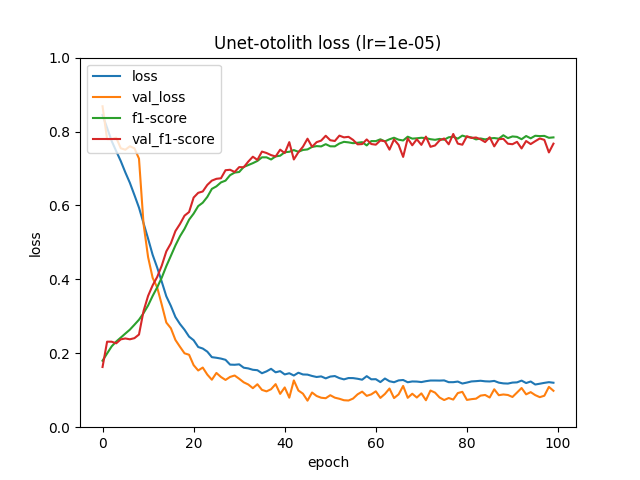 Unet-otolith loss (lr=1e-05)
loss
val_loss
f1-score
val_f1-score
1.0
0.8
0.6
0.4
0.2
0.0
loss
0 20 40 60 80 100
epoch